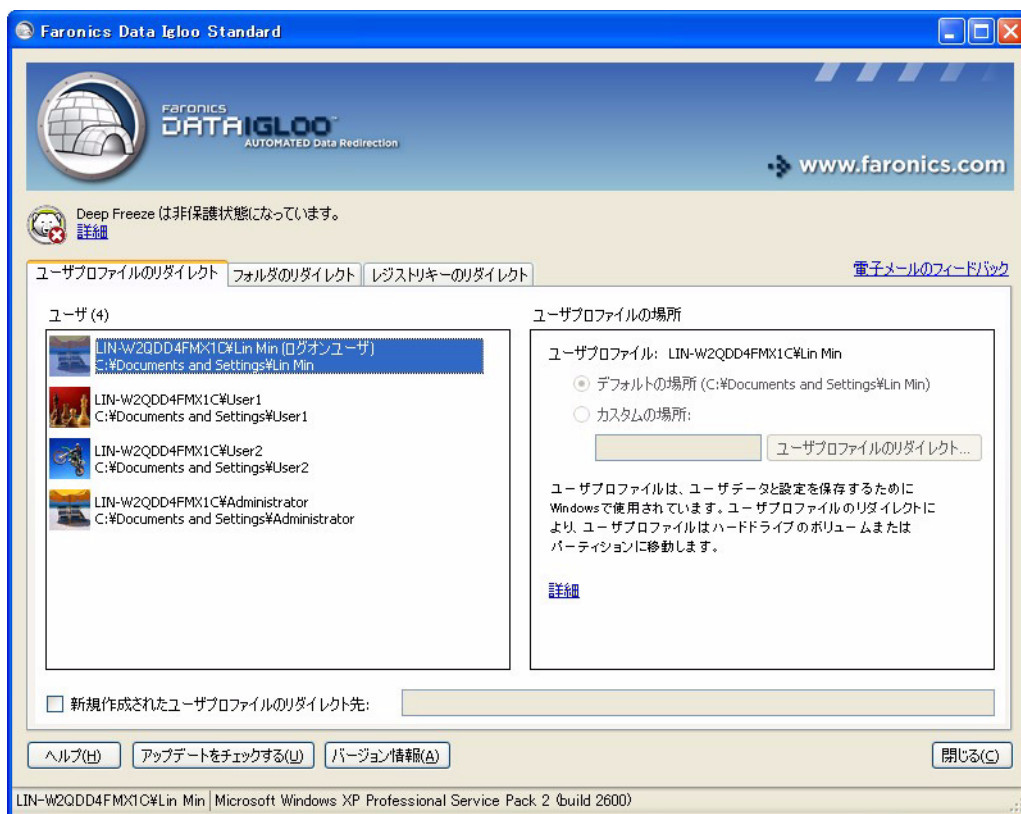 Faronics Data Igloo Standard
Faronics
DATA IGLOO™
AUTOMATED Data Redirection
www.faronics.com
Deep Freeze は非保護状態になっています。
詳細
ユーザプロファイルのリダイレクト フォルダのリダイレクト レジストリキーのリダイレクト
電子メールのフィードバック
ユーザ (4)
LIN-W2QDD4FMX1C¥Lin Min (ログオンユーザ)
C:¥Documents and Settings¥Lin Min
LIN-W2QDD4FMX1C¥User1
C:¥Documents and Settings¥User1
LIN-W2QDD4FMX1C¥User2
C:¥Documents and Settings¥User2
LIN-W2QDD4FMX1C¥Administrator
C:¥Documents and Settings¥Administrator
ユーザプロファイルの場所
ユーザプロファイル: LIN-W2QDD4FMX1C¥Lin Min
デフォルトの場所 (C:¥Documents and Settings¥Lin Min)
カスタムの場所:
ユーザプロファイルのリダイレクト...
ユーザプロファイルは、ユーザデータと設定を保存するために
Windowsで使用されています。ユーザプロファイルのリダイレクトに
より、ユーザプロファイルはハードドライブのボリュームまたは
パーティションに移動します。
詳細
新規作成されたユーザプロファイルのリダイレクト先:
ヘルプ(H) アップデートをチェックする(U) バージョン情報(A) 閉じる(C)
LIN-W2QDD4FMX1C¥Lin Min Microsoft Windows XP Professional Service Pack 2 (build 2600)